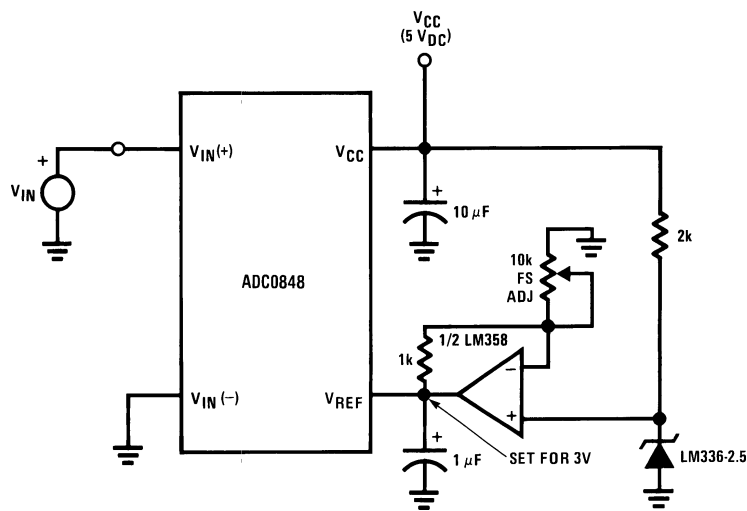 VCC
(5 VDC)
VIN(+)
VCC
+
VIN
+
10 μF
2k
10k
FS
ADJ
ADC0848
1/2 LM358
1k
−
+
VIN(−)
VREF
+
1 μF
SET FOR 3V
LM336-2.5